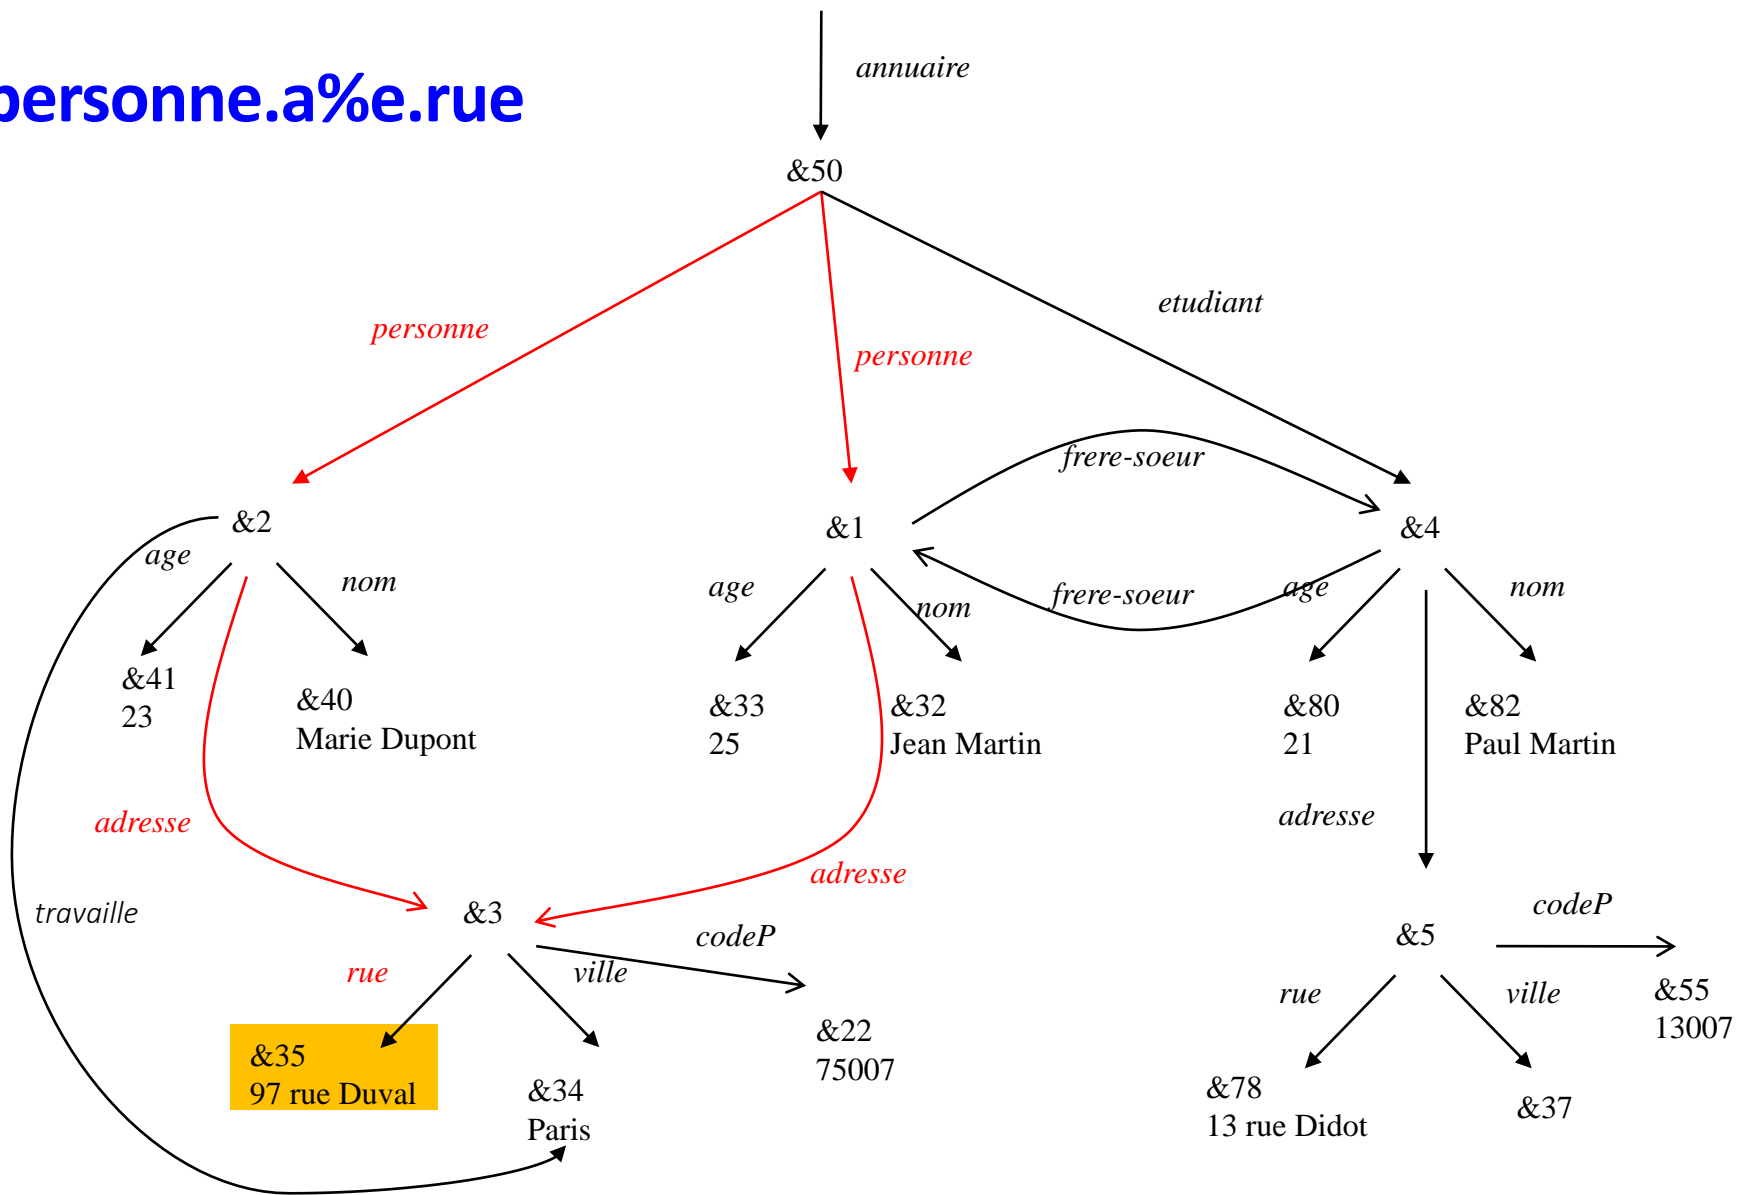 annuaire
personne.a%e.rue
&50
etudiant
personne
personne
frere-soeur
&2
&1
&4
age
nom
age
nom
frere-soeur
age
nom
&41
23
&40
Marie Dupont
&33
25
&32
Jean Martin
&80
21
&82
Paul Martin
adresse
adresse
adresse
travaille
&3
codeP
rue
ville
&5
codeP
rue
ville
&55
13007
&35
97 rue Duval
&34
Paris
&22
75007
&78
13 rue Didot
&37